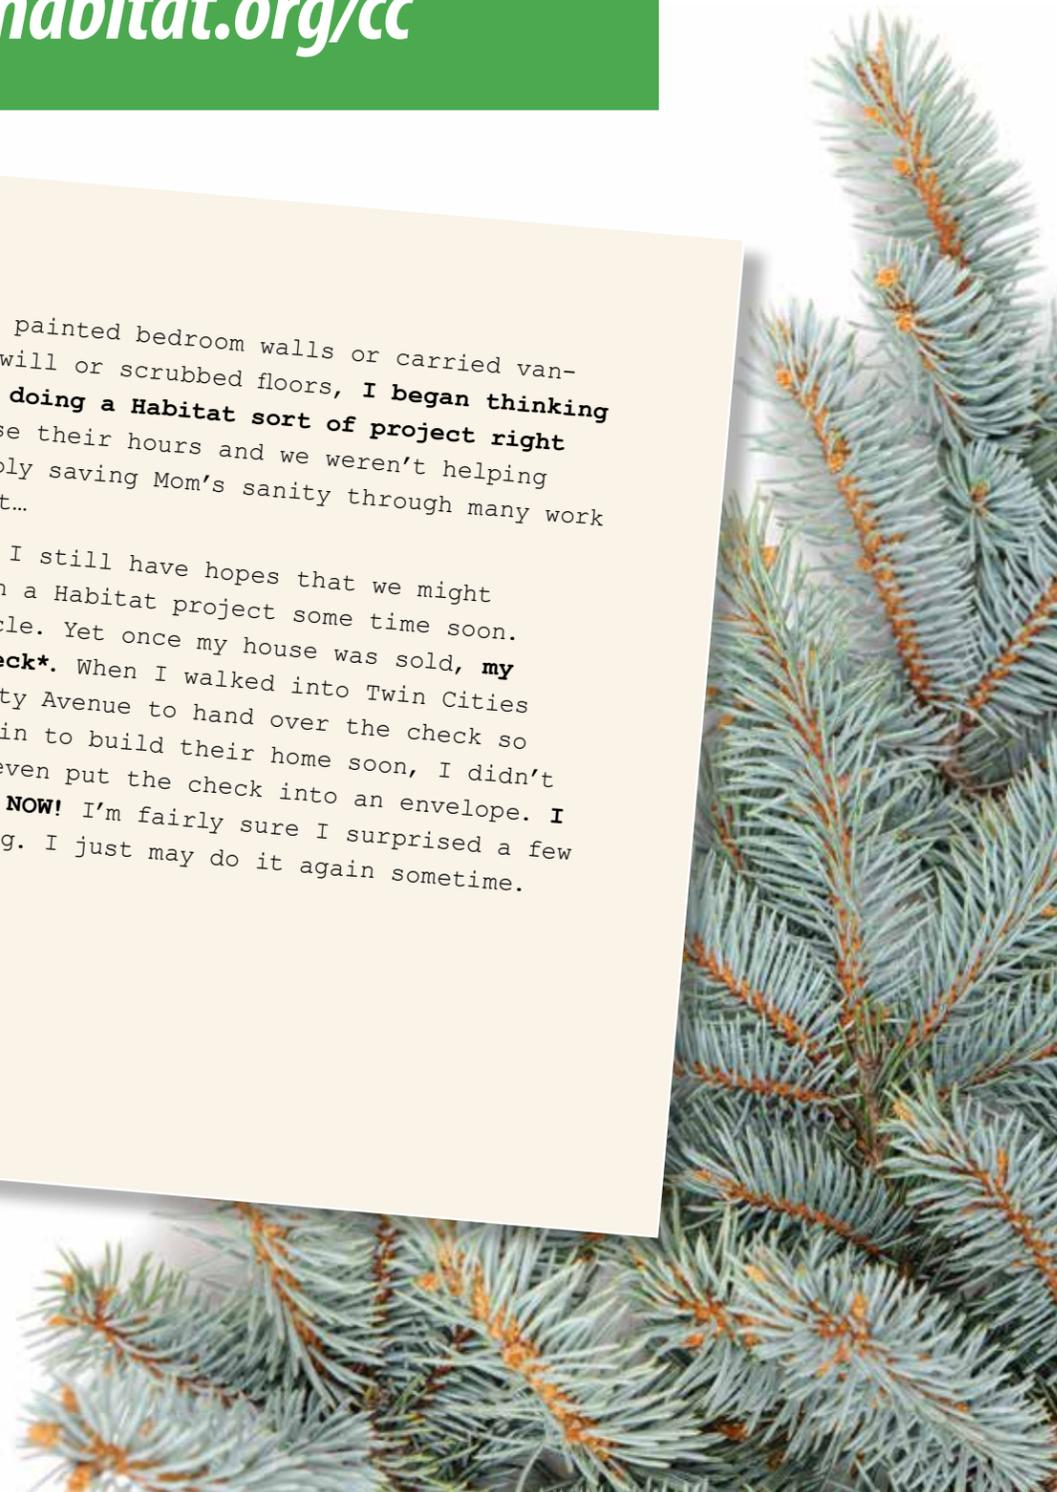 habitat.org/cc
painted bedroom walls or carried van-
will or scrubbed floors, I began thinking
doing a Habitat sort of project right
se their hours and we weren’t helping
ply saving Mom’s sanity through many work
t…
I still have hopes that we might
n a Habitat project some time soon.
cle. Yet once my house was sold, my
eck*. When I walked into Twin Cities
ty Avenue to hand over the check so
in to build their home soon, I didn’t
even put the check into an envelope. I
NOW! I’m fairly sure I surprised a few
g. I just may do it again sometime.